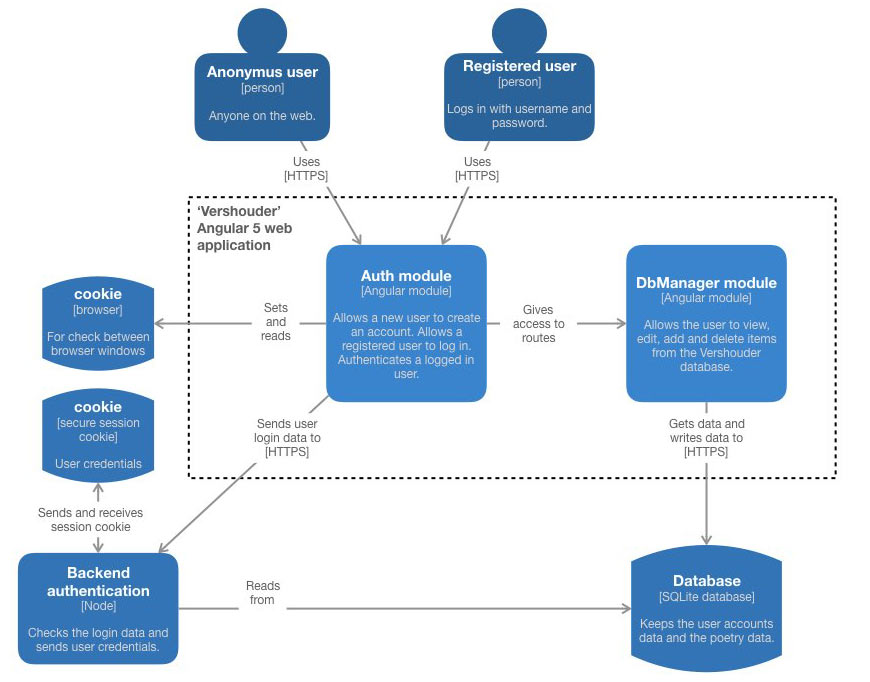 Anonymus user
[person]
Anyone on the web.
Registered user
[person]
Logs in with username and
password.
Uses
[HTTPS]
Uses
[HTTPS]
‘Vershouder’
Angular 5 web
application
Auth module
[Angular module]
Allows a new user to create
an account. Allows a
registered user to log in.
Authenticates a logged in
user.
Gives
access to
routes
DbManager module
[Angular module]
Allows the user to view,
edit, add and delete items
from the Vershouder
database.
Sets
and
reads
cookie
[browser]
For check between
browser windows
cookie
[secure session
cookie]
User credentials
Sends user
login data to
[HTTPS]
Gets data and
writes data to
[HTTPS]
Sends and receives
session cookie
Backend
authentication
[Node]
Checks the login data and
sends user credentials.
Reads
from
Database
[SQLite database]
Keeps the user accounts
data and the poetry data.